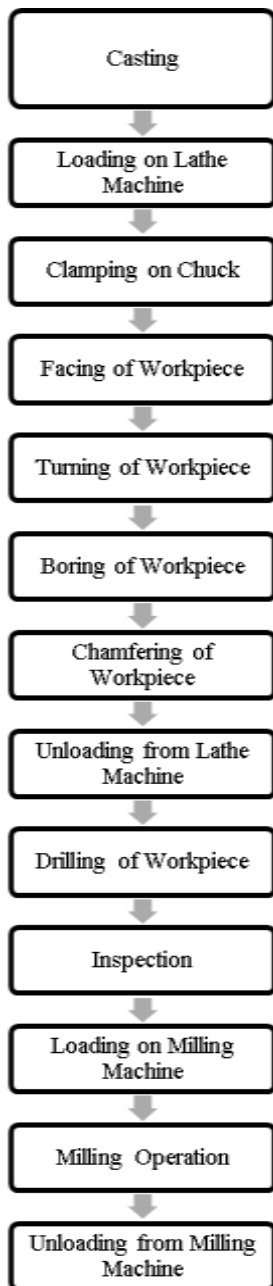 Casting
Loading on Lathe
Machine
Clamping on Chuck
Facing of Workpiece
Turning of Workpiece
Boring of Workpiece
Chamfering of
Workpiece
Unloading from Lathe
Machine
Drilling of Workpiece
Inspection
Loading on Milling
Machine
Milling Operation
Unloading from Milling
Machine